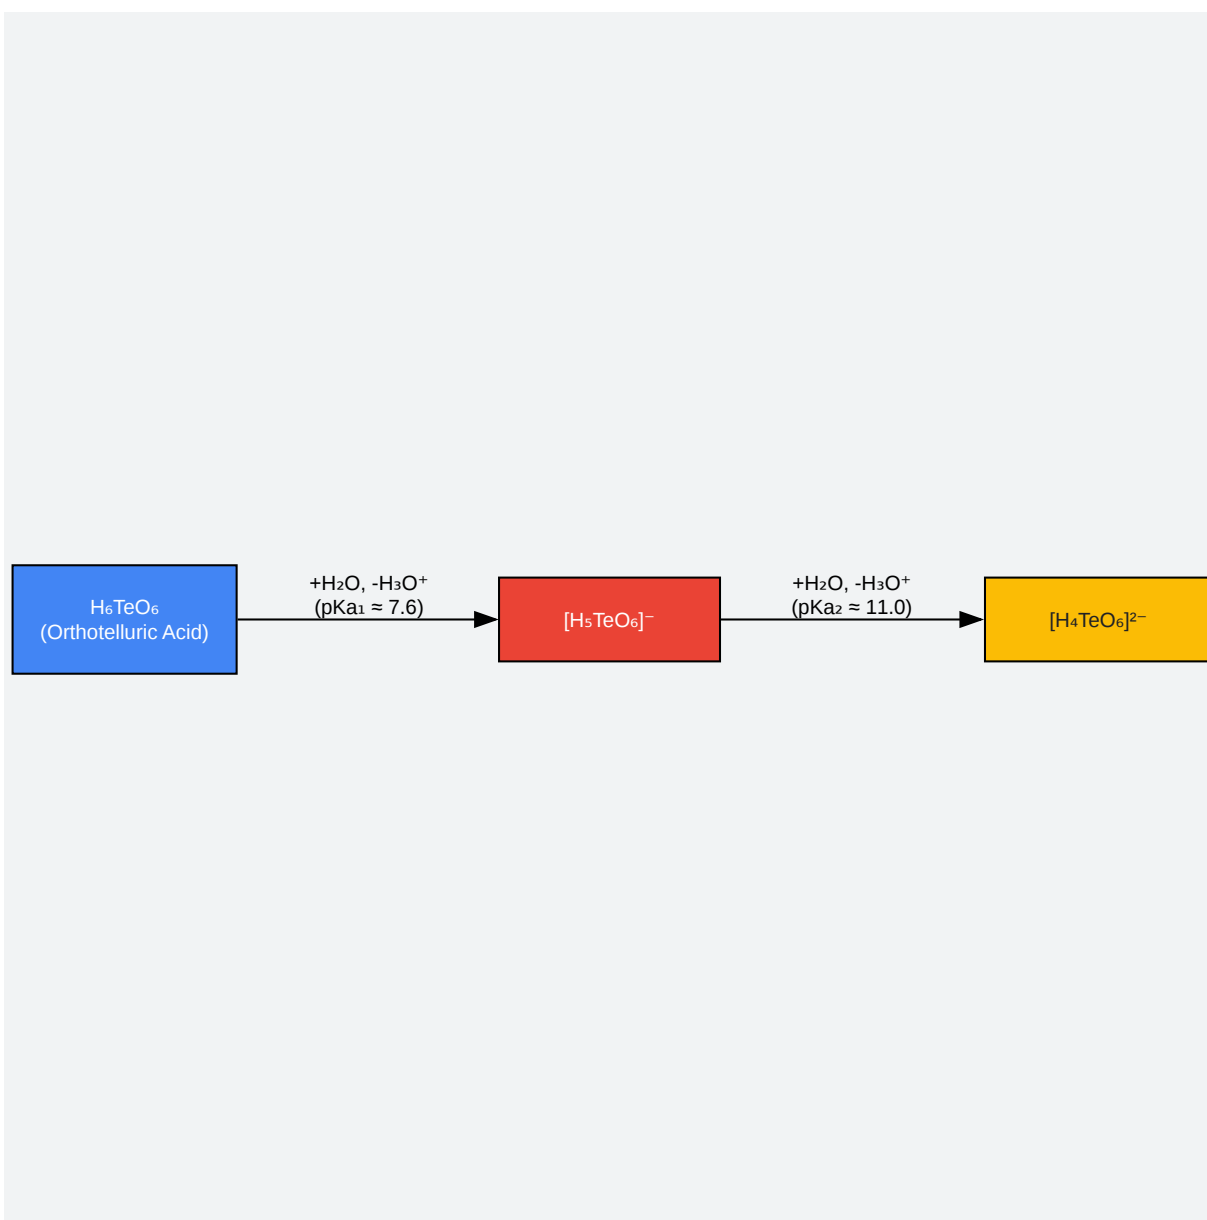 H₆TeO₆
(Orthotelluric Acid)
+H₂O, -H₃O⁺
(pKa₁ ≈ 7.6)
[H₅TeO₆]⁻
+H₂O, -H₃O⁺
(pKa₂ ≈ 11.0)
[H₄TeO₆]²⁻